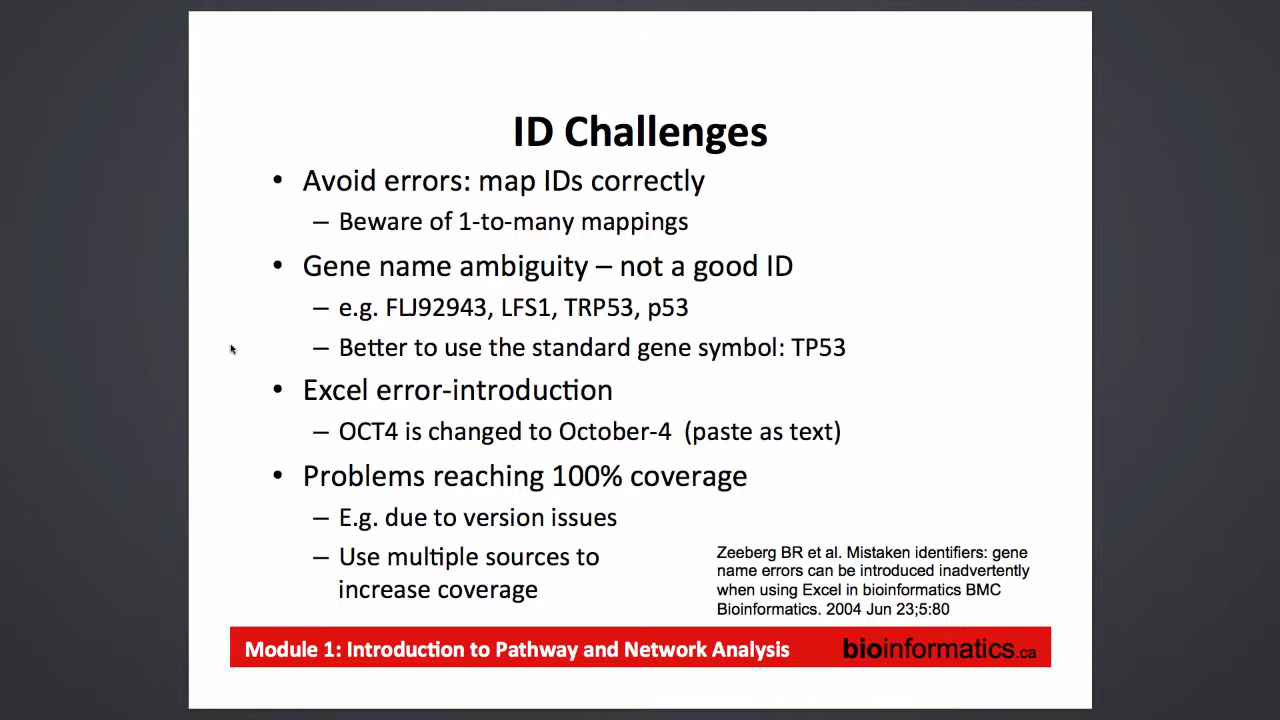 ID Challenges
• Avoid errors: map IDs correctly
– Beware of 1-to-many mappings
• Gene name ambiguity – not a good ID
– e.g. FLJ92943, LFS1, TRP53, p53
– Better to use the standard gene symbol: TP53
• Excel error-introduction
– OCT4 is changed to October-4 (paste as text)
• Problems reaching 100% coverage
– E.g. due to version issues
– Use multiple sources to
increase coverage
Zeeberg BR et al. Mistaken identifiers: gene
name errors can be introduced inadvertently
when using Excel in bioinformatics BMC
Bioinformatics. 2004 Jun 23;5:80
Module 1: Introduction to Pathway and Network Analysis
bioinformatics.ca